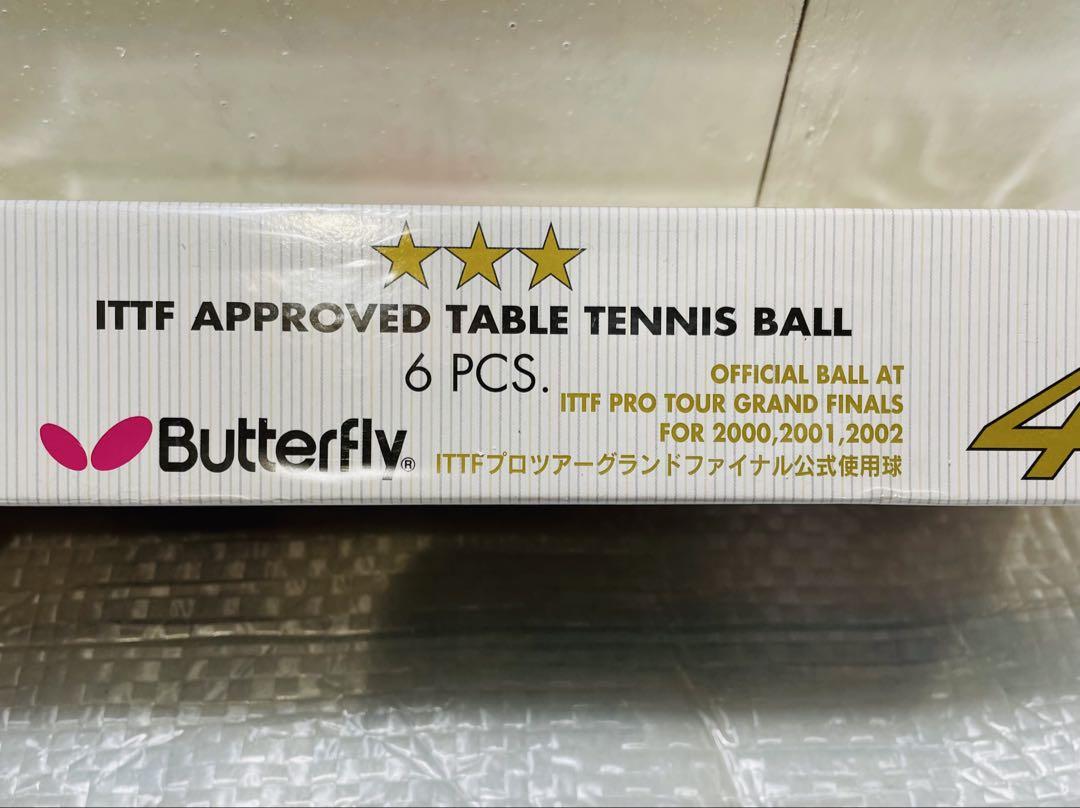 ITTF APPROVED TABLE TENNIS BALL
6 PCS.
OFFICIAL BALL AT
ITTF PRO TOUR GRAND FINALS
FOR 2000,2001,2002
ITTFプロツアーグランドファイナル公式使用球
Butterfly®
4